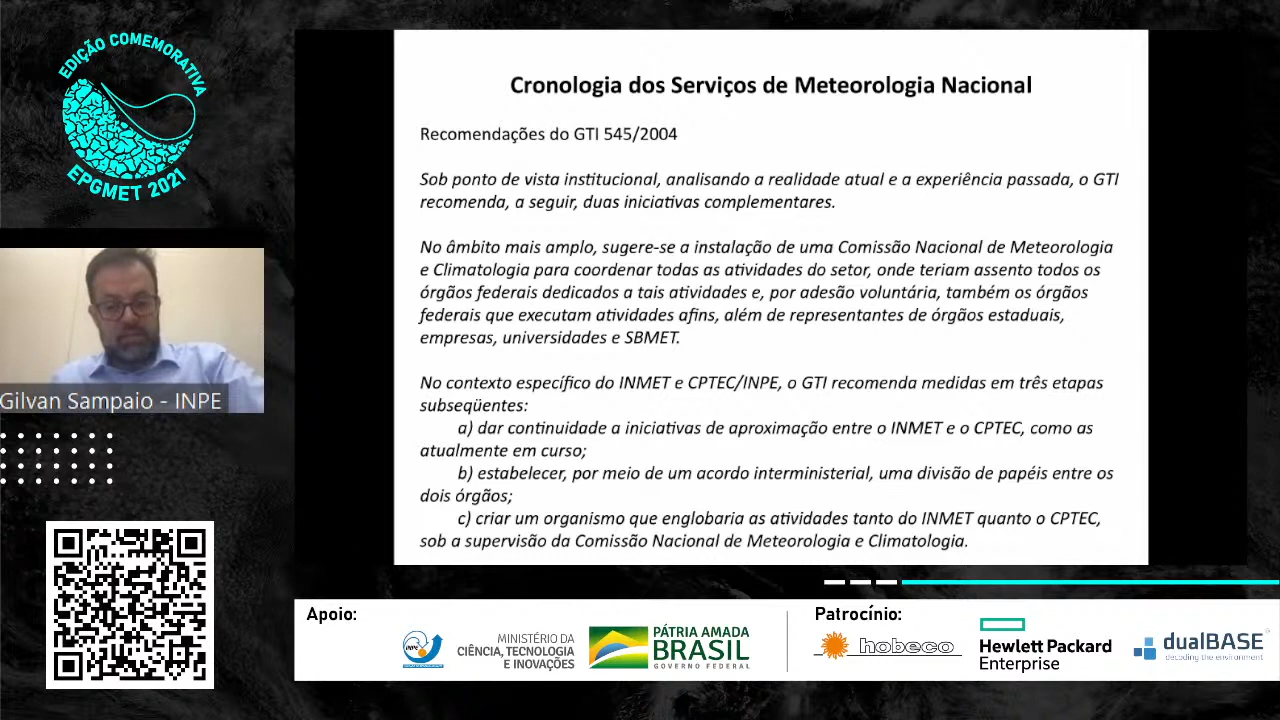 EDIÇÃO COMEMORATIVA
EPGMET 2021
Gilvan Sampaio - INPE
Cronologia dos Serviços de Meteorologia Nacional
Recomendações do GTI 545/2004
Sob ponto de vista institucional, analisando a realidade atual e a experiência passada, o GTI
recomenda, a seguir, duas iniciativas complementares.
No âmbito mais amplo, sugere-se a instalação de uma Comissão Nacional de Meteorologia
e Climatologia para coordenar todas as atividades do setor, onde teriam assento todos os
órgãos federais dedicados a tais atividades e, por adesão voluntária, também os órgãos
federais que executam atividades afins, além de representantes de órgãos estaduais,
empresas, universidades e SBMET.
No contexto específico do INMET e CPTEC/INPE, o GTI recomenda medidas em três etapas
subseqüentes:
a) dar continuidade a iniciativas de aproximação entre o INMET e o CPTEC, como as
atualmente em curso;
b) estabelecer, por meio de um acordo interministerial, uma divisão de papéis entre os
dois órgãos;
c) criar um organismo que englobaria as atividades tanto do INMET quanto o CPTEC,
sob a supervisão da Comissão Nacional de Meteorologia e Climatologia.
Apoio:
INPE
MINISTÉRIO DA
CIÊNCIA, TECNOLOGIA
E INOVAÇÕES
PÁTRIA AMADA
BRASIL
GOVERNO FEDERAL
Patrocínio:
hobeco
Hewlett Packard
Enterprise
dualBASE
decoding the environment